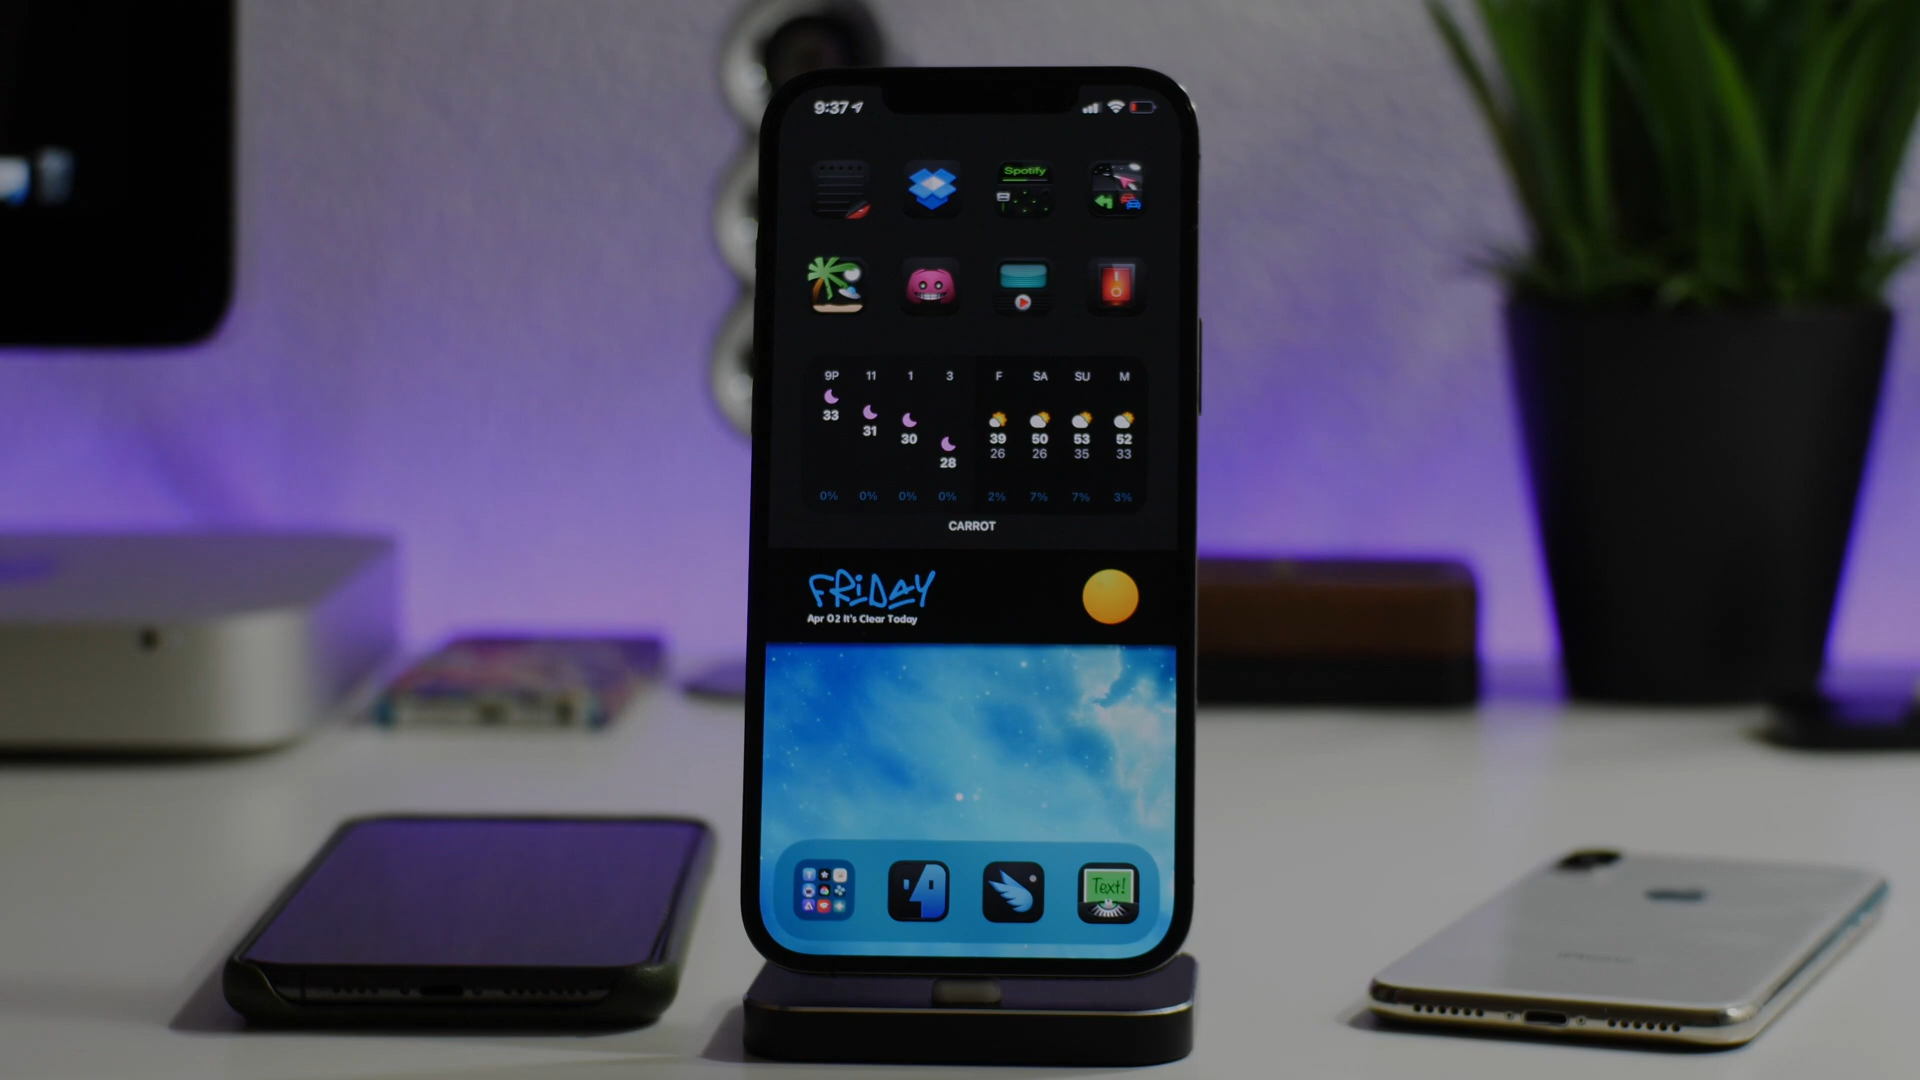 9:37
Spotify
9P 11 1 3 F SA SU M
33 31 30 28 39 50 53 52
26 26 35 33
0% 0% 0% 0% 2% 7% 7% 3%
CARROT
FRiDAY
Apr 02 It's Clear Today
Text!